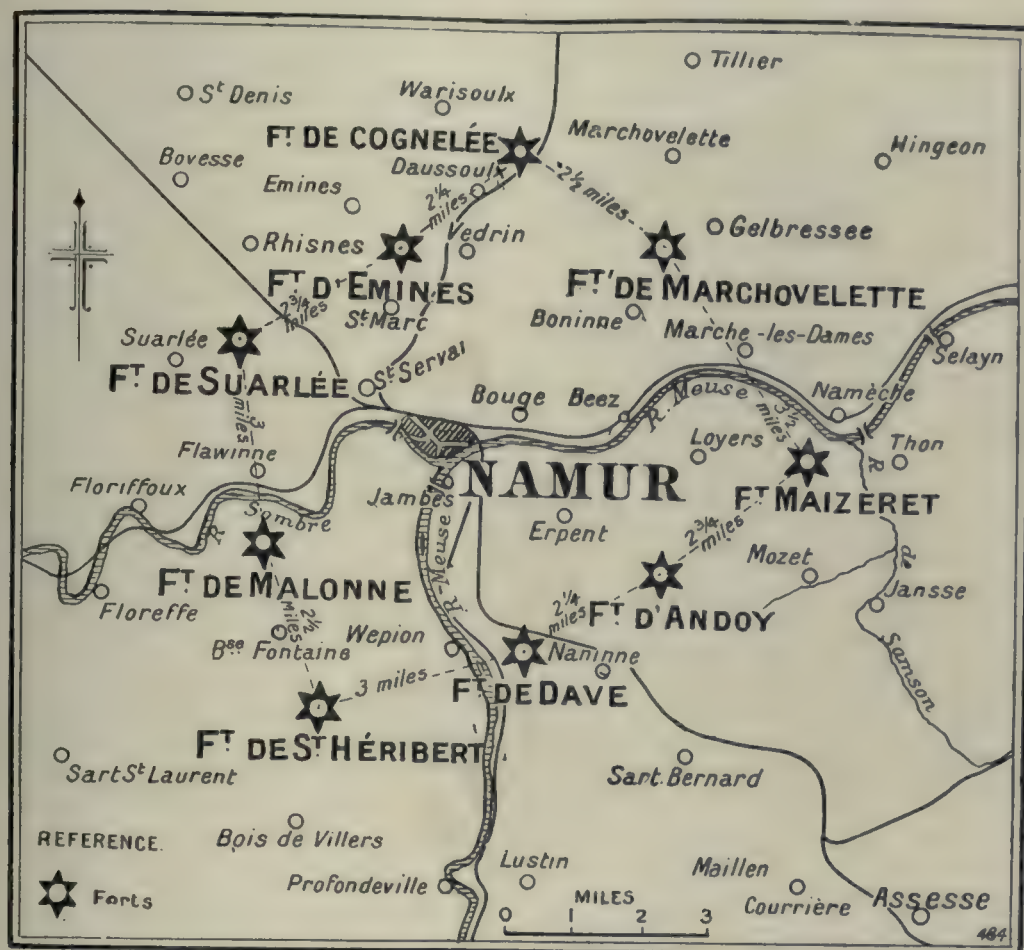 Tillier
St Denis
Warisoulx
FT. DE COGNELÉE
Marchovelette
Hingeon
Bovesse
Daussoulx
2½ miles
Emines
2¼ miles
Gelbressee
Rhisnes
Vedrin
FT. D'EMINES
FT. DE MARCHOVELETTE
2¾ miles
St Marc
Boninne
Marche-les-Dames
Suarlée
Selayn
FT. DE SUARLÉE
St Servai
Bouge
Beez
R. Meuse
Namèche
3 miles
3½ miles
Flawinne
Loyers
Thon
Floriffoux
Jambes
NAMUR
R.
FT. MAIZERET
R. Sombre
Erpent
2¾ miles
Mozet
de
R. Meuse
FT. DE MALONNE
Floreffe
Jansse
2½ Miles
2¼ miles
FT. D'ANDOY
Bse Fontaine
Wepion
Naninne
Samson
3 miles
FT. DE DAVE
FT. DE ST HÉRIBERT
Sart St Laurent
Sart. Bernard
REFERENCE.
Bois de Villers
Forts
Profondeville
Lustin
MILES
0 1 2 3
Maillen
Courrière
ASSESSE
484